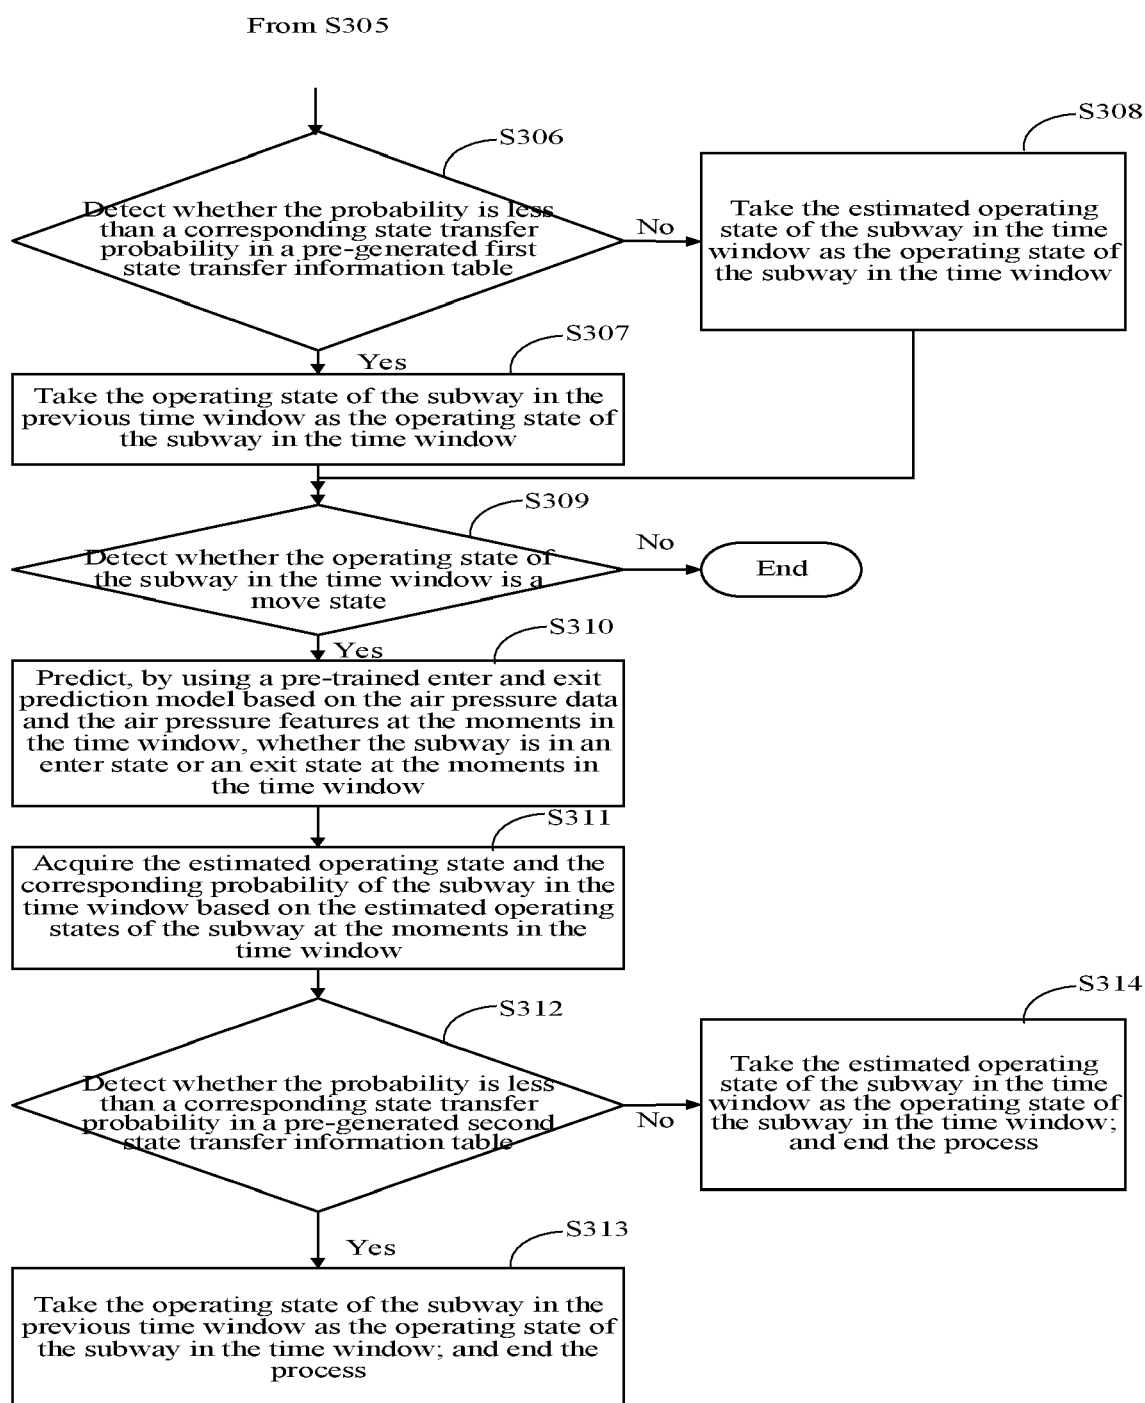 From S305
S306
Detect whether the probability is less
than a corresponding state transfer
probability in a pre-generated first
state transfer information table
No
S308
Take the estimated operating
state of the subway in the time
window as the operating state of
the subway in the time window
Yes
S307
Take the operating state of the subway in the
previous time window as the operating state of
the subway in the time window
S309
Detect whether the operating state of
the subway in the time window is a
move state
No
End
Yes
S310
Predict, by using a pre-trained enter and exit
prediction model based on the air pressure data
and the air pressure features at the moments in
the time window, whether the subway is in an
enter state or an exit state at the moments in
the time window
S311
Acquire the estimated operating state and the
corresponding probability of the subway in the
time window based on the estimated operating
states of the subway at the moments in the
time window
S312
Detect whether the probability is less
than a corresponding state transfer
probability in a pre-generated second
state transfer information table
No
S314
Take the estimated operating
state of the subway in the time
window as the operating state of
the subway in the time window;
and end the process
Yes
S313
Take the operating state of the subway in the
previous time window as the operating state of
the subway in the time window; and end the
process